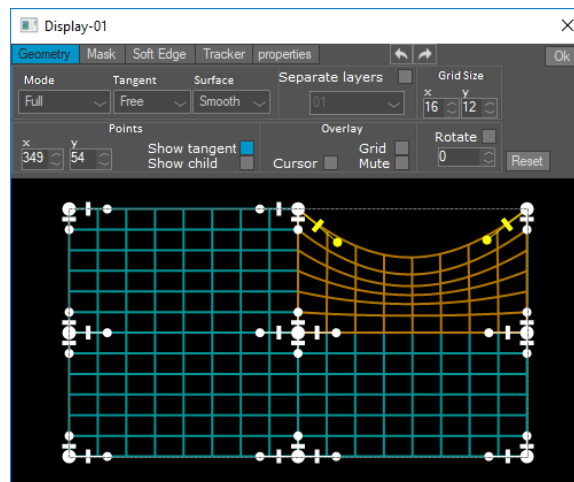 Display-01
Geometry Mask Soft Edge Tracker properties Ok
Mode Tangent Surface Separate layers Grid Size
Full Free Smooth 01 x y
16 12
Points Overlay Rotate
x y Show tangent Grid
349 54 Show child Cursor Mute 0 Reset